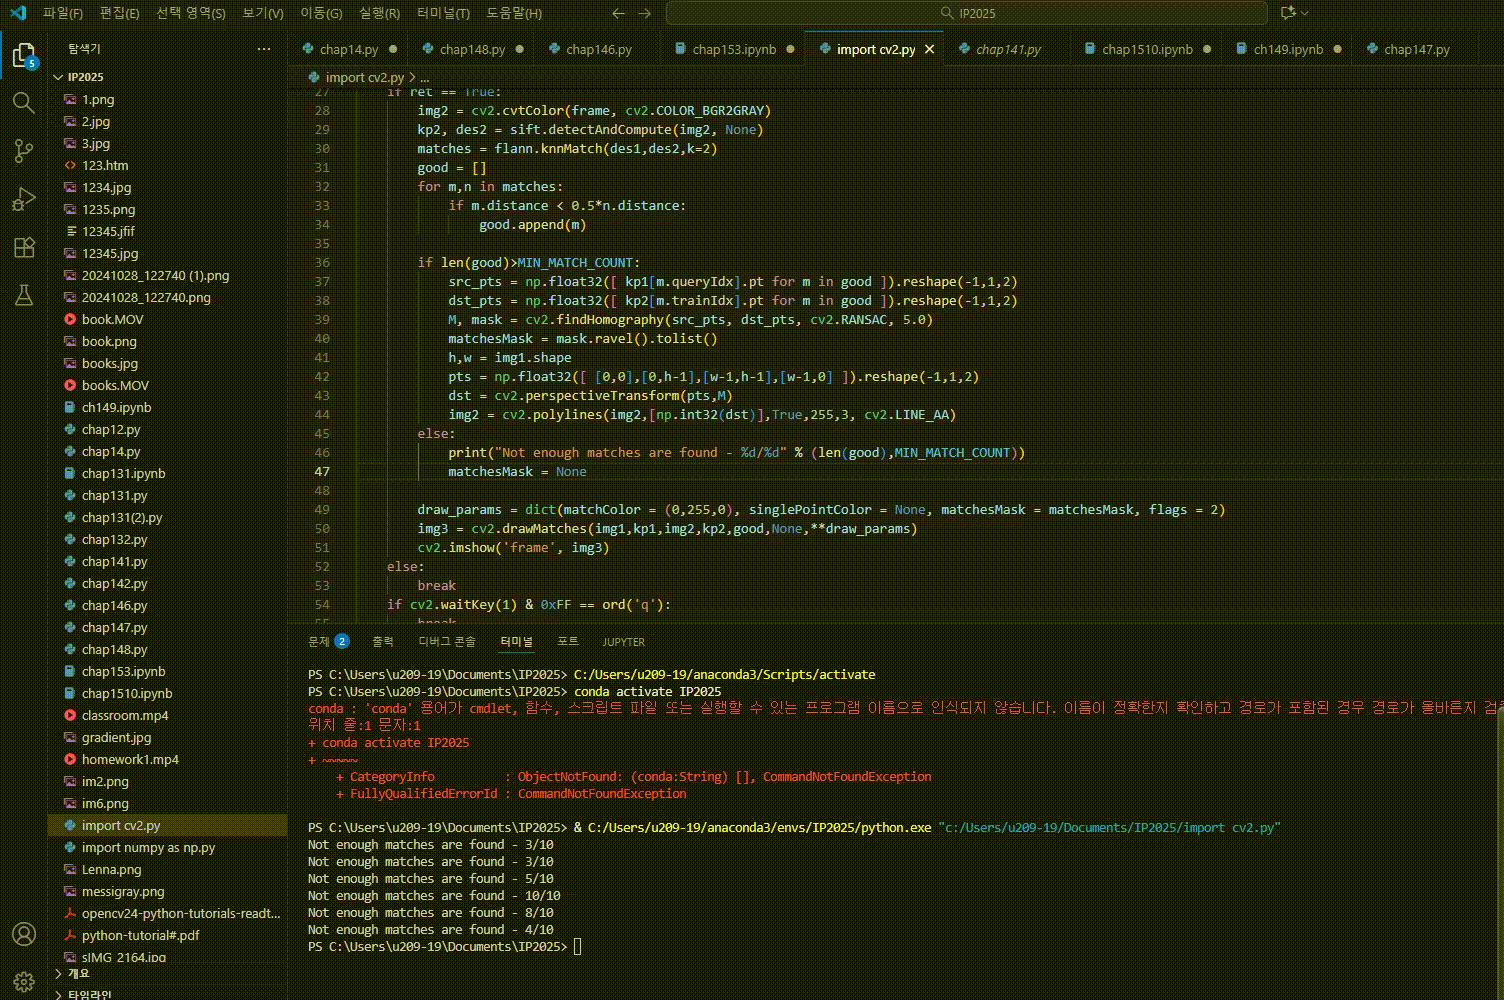 파일(F) 편집(E) 선택 영역(S) 보기(V) 이동(G) 실행(R) 터미널(T) 도움말(H)
IP2025
탐색기
chap14.py
chap148.py
chap146.py
chap153.ipynb
import cv2.py
chap141.py
chap1510.ipynb
ch149.ipynb
chap147.py
5
IP2025
1.png
2.jpg
3.jpg
123.htm
1234.jpg
1235.png
12345.jfif
12345.jpg
20241028_122740 (1).png
20241028_122740.png
book.MOV
book.png
books.jpg
books.MOV
ch149.ipynb
chap12.py
chap14.py
chap131.ipynb
chap131.py
chap131(2).py
chap132.py
chap141.py
chap142.py
chap146.py
chap147.py
chap148.py
chap153.ipynb
chap1510.ipynb
classroom.mp4
gradient.jpg
homework1.mp4
im2.png
im6.png
import cv2.py
import numpy as np.py
Lenna.png
messigray.png
opencv24-python-tutorials-readt...
python-tutorial#.pdf
sIMG_2164.jpg
개요
타임라인
import cv2.py > ...
27 if ret == True:
28 img2 = cv2.cvtColor(frame, cv2.COLOR_BGR2GRAY)
29 kp2, des2 = sift.detectAndCompute(img2, None)
30 matches = flann.knnMatch(des1,des2,k=2)
31 good = []
32 for m,n in matches:
33 if m.distance < 0.5*n.distance:
34 good.append(m)
35
36 if len(good)>MIN_MATCH_COUNT:
37 src_pts = np.float32([ kp1[m.queryIdx].pt for m in good ]).reshape(-1,1,2)
38 dst_pts = np.float32([ kp2[m.trainIdx].pt for m in good ]).reshape(-1,1,2)
39 M, mask = cv2.findHomography(src_pts, dst_pts, cv2.RANSAC, 5.0)
40 matchesMask = mask.ravel().tolist()
41 h,w = img1.shape
42 pts = np.float32([ [0,0],[0,h-1],[w-1,h-1],[w-1,0] ]).reshape(-1,1,2)
43 dst = cv2.perspectiveTransform(pts,M)
44 img2 = cv2.polylines(img2,[np.int32(dst)],True,255,3, cv2.LINE_AA)
45 else:
46 print("Not enough matches are found - %d/%d" % (len(good),MIN_MATCH_COUNT))
47 matchesMask = None
48
49 draw_params = dict(matchColor = (0,255,0), singlePointColor = None, matchesMask = matchesMask, flags = 2)
50 img3 = cv2.drawMatches(img1,kp1,img2,kp2,good,None,**draw_params)
51 cv2.imshow('frame', img3)
52 else:
53 break
54 if cv2.waitKey(1) & 0xFF == ord('q'):
55 break
문제 2 출력 디버그 콘솔 터미널 포트 JUPYTER
PS C:\Users\u209-19\Documents\IP2025> C:/Users/u209-19/anaconda3/Scripts/activate
PS C:\Users\u209-19\Documents\IP2025> conda activate IP2025
conda : 'conda' 용어가 cmdlet, 함수, 스크립트 파일 또는 실행할 수 있는 프로그램 이름으로 인식되지 않습니다. 이름이 정확한지 확인하고 경로가 포함된 경우 경로가 올바른지
위치 줄:1 문자:1
+ conda activate IP2025
+ ~~~~~
+ CategoryInfo : ObjectNotFound: (conda:String) [], CommandNotFoundException
+ FullyQualifiedErrorId : CommandNotFoundException
PS C:\Users\u209-19\Documents\IP2025> & C:/Users/u209-19/anaconda3/envs/IP2025/python.exe "c:/Users/u209-19/Documents/IP2025/import cv2.py"
Not enough matches are found - 3/10
Not enough matches are found - 3/10
Not enough matches are found - 5/10
Not enough matches are found - 10/10
Not enough matches are found - 8/10
Not enough matches are found - 4/10
PS C:\Users\u209-19\Documents\IP2025>